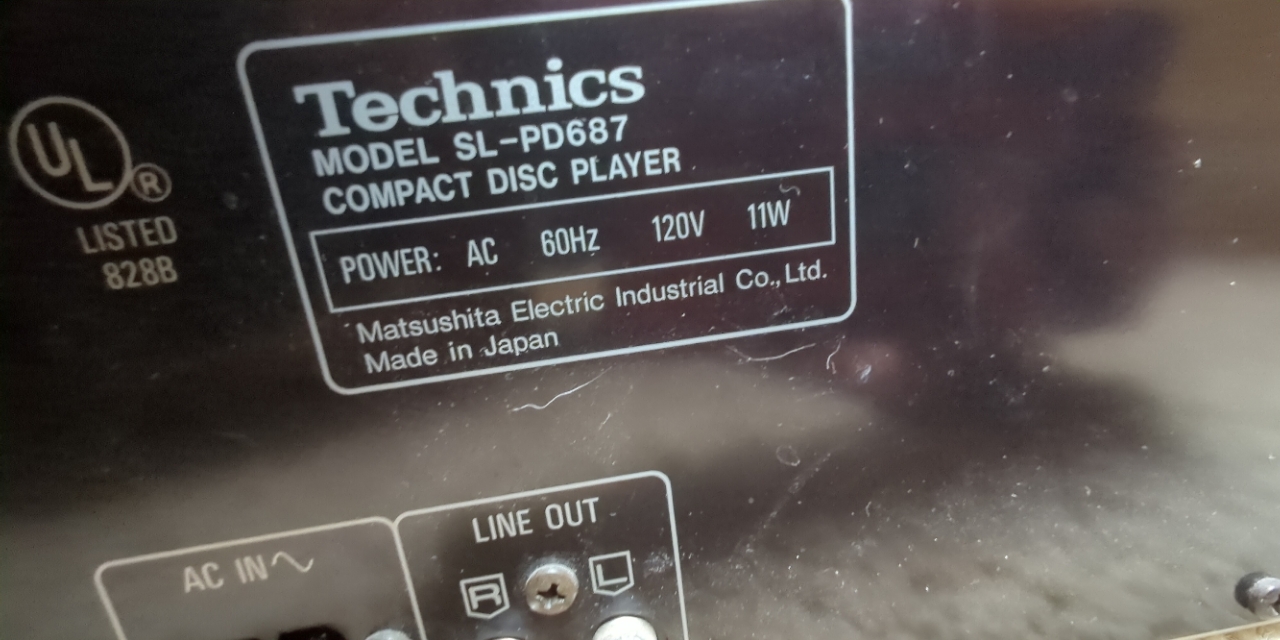 UL®
LISTED
828B
Technics
MODEL SL-PD687
COMPACT DISC PLAYER
POWER: AC 60Hz 120V 11W
Matsushita Electric Industrial Co., Ltd.
Made in Japan
AC IN ∿
LINE OUT
R L